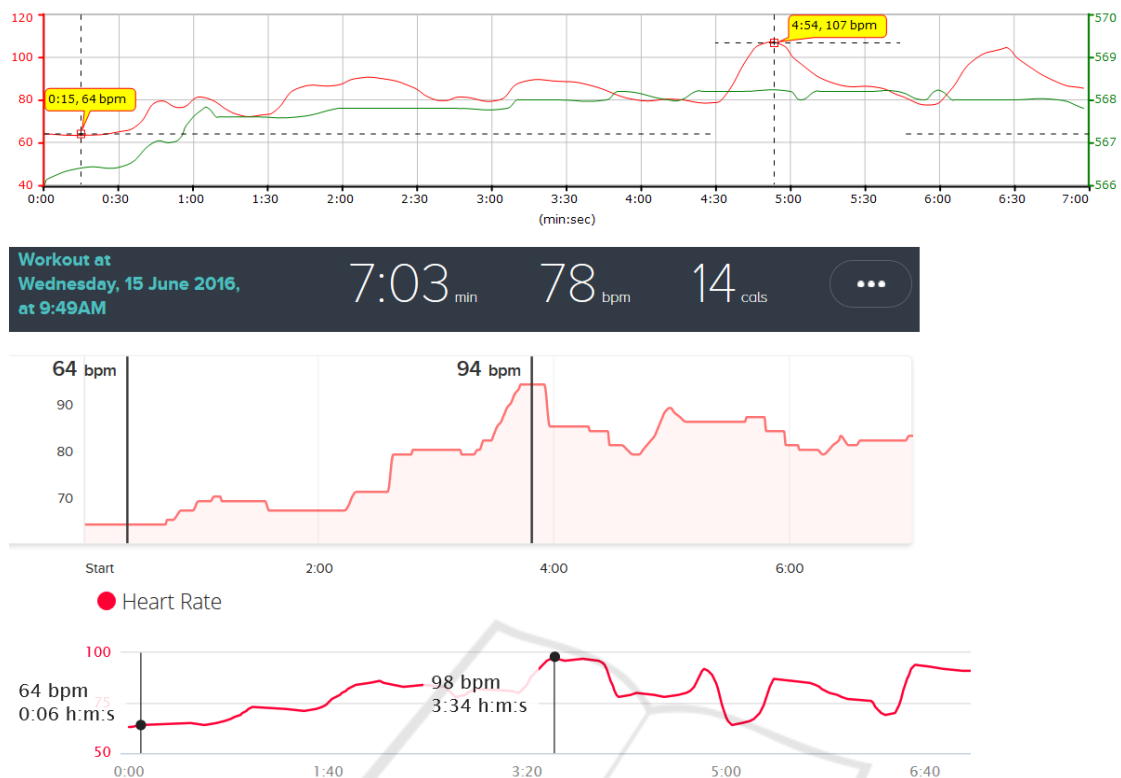 120
570
4:54, 107 bpm
100
569
0:15, 64 bpm
80
568
60
567
40
566
0:00 0:30 1:00 1:30 2:00 2:30 3:00 3:30 4:00 4:30 5:00 5:30 6:00 6:30 7:00
(min:sec)
Workout at
Wednesday, 15 June 2016,
at 9:49AM
7:03 min 78 bpm 14 cals
64 bpm 94 bpm
90
80
70
Start 2:00 4:00 6:00
Heart Rate
100
64 bpm 98 bpm
75
0:06 h:m:s 3:34 h:m:s
50
0:00 1:40 3:20 5:00 6:40